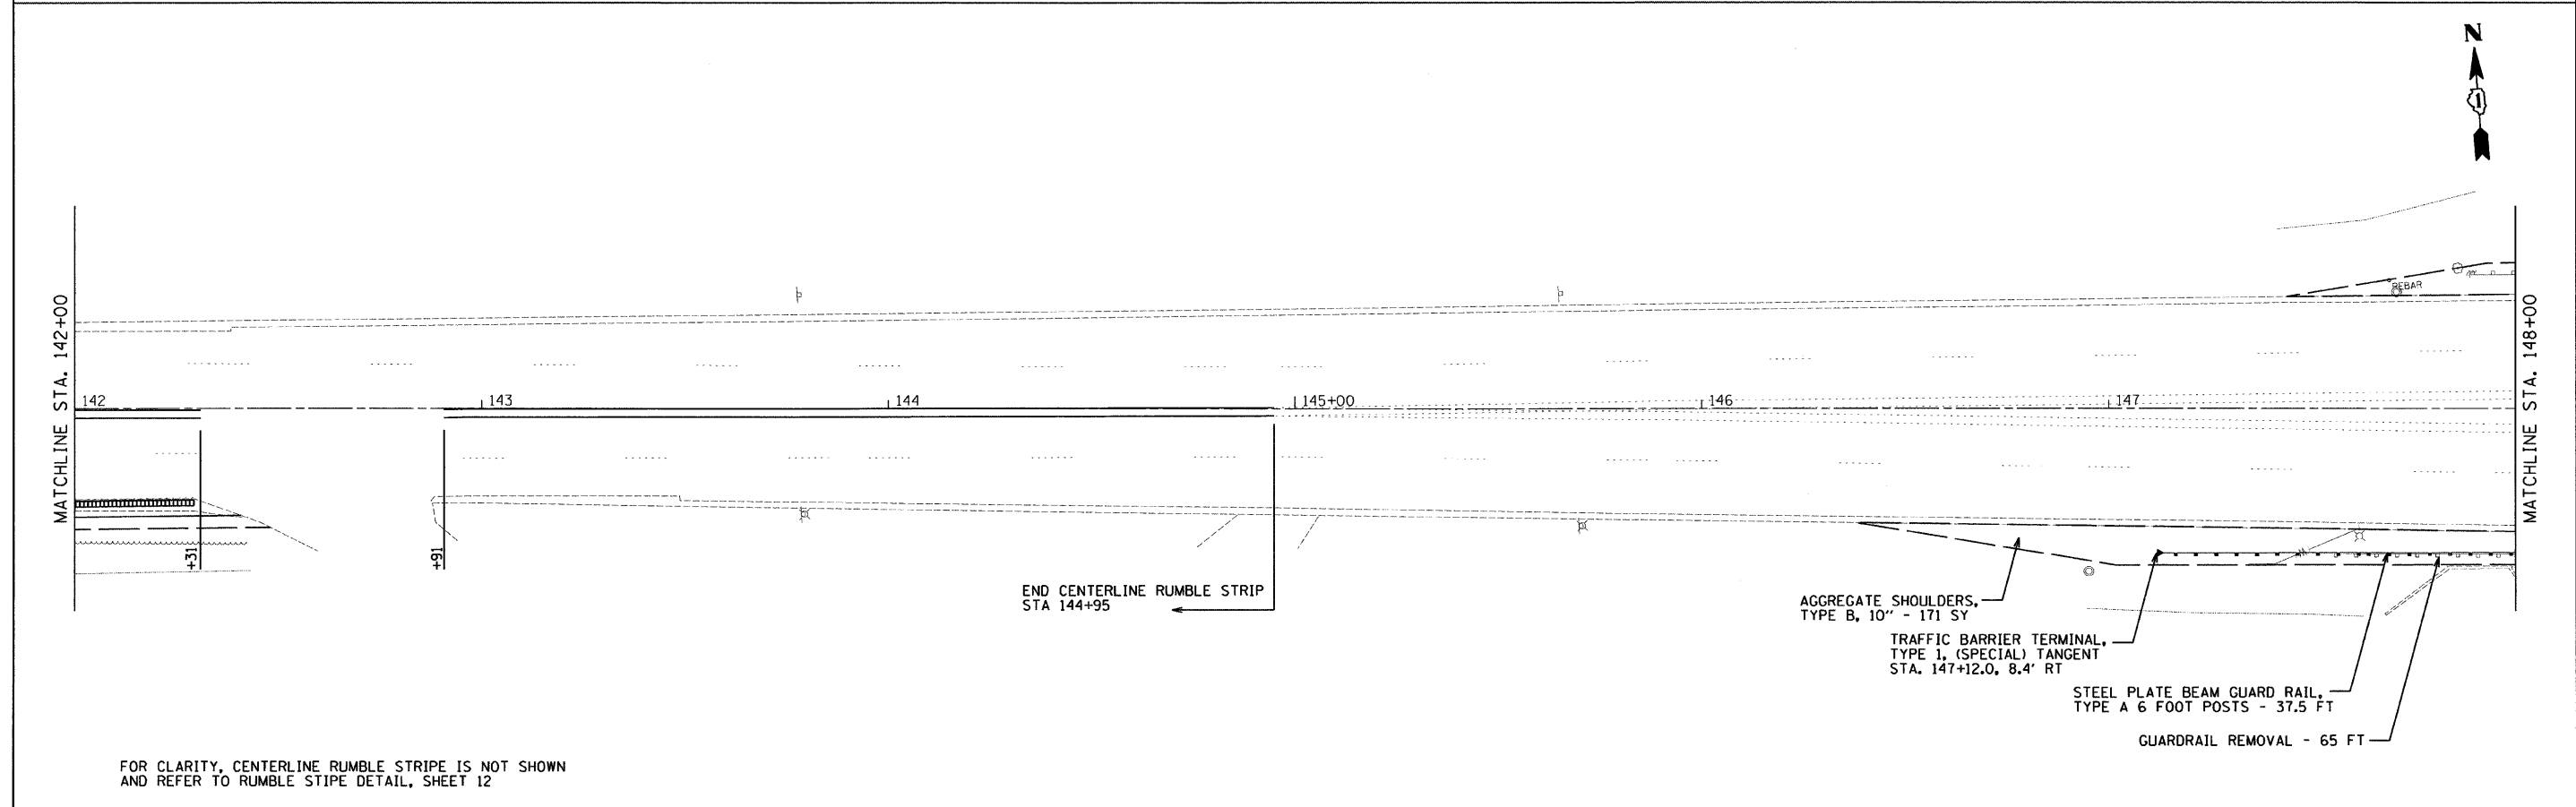 N
1
MATCHLINE STA. 142+00
MATCHLINE STA. 148+00
REBAR
142
143
144
145+00
146
147
+31
+91
END CENTERLINE RUMBLE STRIP
STA 144+95
AGGREGATE SHOULDERS,
TYPE B, 10" - 171 SY
TRAFFIC BARRIER TERMINAL,
TYPE 1, (SPECIAL) TANGENT
STA. 147+12.0, 8.4' RT
STEEL PLATE BEAM GUARD RAIL,
TYPE A 6 FOOT POSTS - 37.5 FT
GUARDRAIL REMOVAL - 65 FT
FOR CLARITY, CENTERLINE RUMBLE STRIPE IS NOT SHOWN
AND REFER TO RUMBLE STIPE DETAIL, SHEET 12